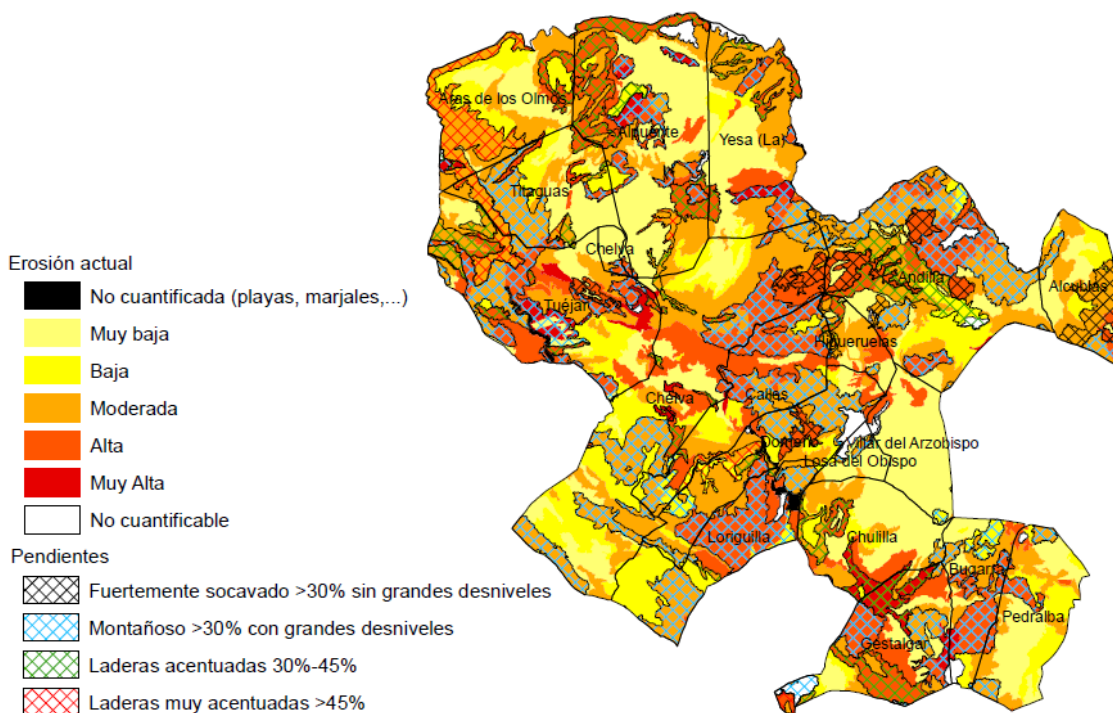 Aras de los Olmos
Alpuente
Yesa (La)
Titaguas
Chelva
Tuéjar
Andilla
Alcublas
Higueruelas
Chelva
Calles
Domeño
Villar del Arzobispo
Losa del Obispo
Loriguilla
Chulilla
Bugarra
Pedralba
Gestalgar
Erosión actual
No cuantificada (playas, marjales,...)
Muy baja
Baja
Moderada
Alta
Muy Alta
No cuantificable
Pendientes
Fuertemente socavado >30% sin grandes desniveles
Montañoso >30% con grandes desniveles
Laderas acentuadas 30%-45%
Laderas muy acentuadas >45%